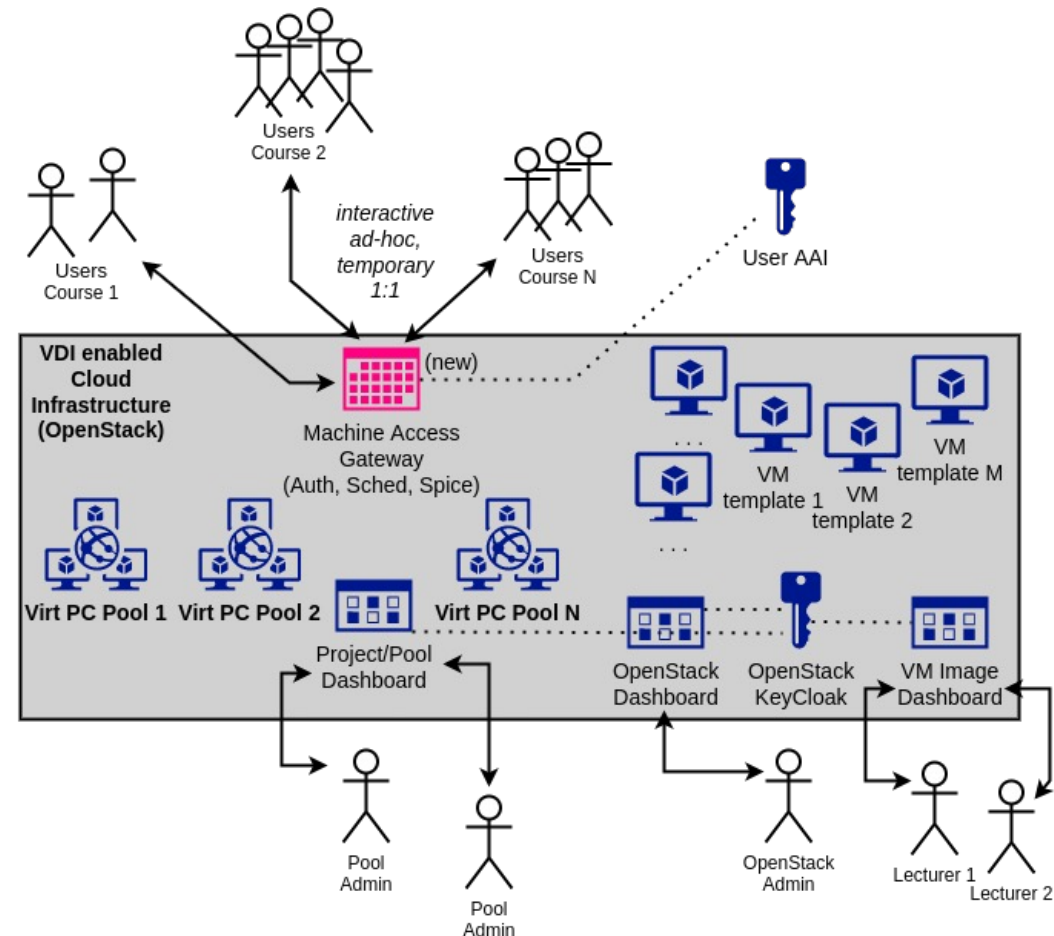 Users
Course 2
Users
Course 1
interactive
ad-hoc,
temporary
1:1
Users
Course N
User AAI
VDI enabled
Cloud
Infrastructure
(OpenStack)
(new)
Machine Access
Gateway
(Auth, Sched, Spice)
...
VM
template 1
VM
template 2
VM
template M
...
Virt PC Pool 1
Virt PC Pool 2
Virt PC Pool N
Project/Pool
Dashboard
OpenStack
Dashboard
OpenStack
KeyCloak
VM Image
Dashboard
Pool
Admin
Pool
Admin
OpenStack
Admin
Lecturer 1
Lecturer 2